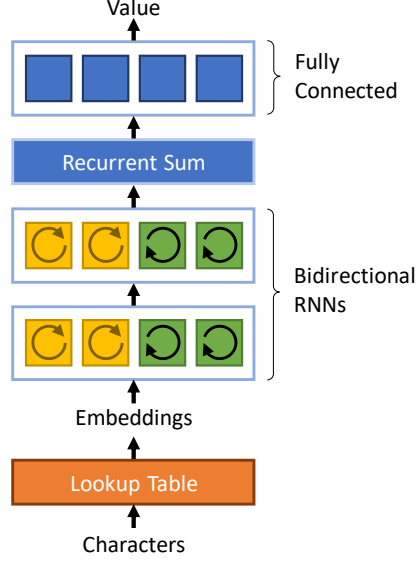 Value
Fully
Connected
Recurrent Sum
Bidirectional
RNNs
Embeddings
Lookup Table
Characters